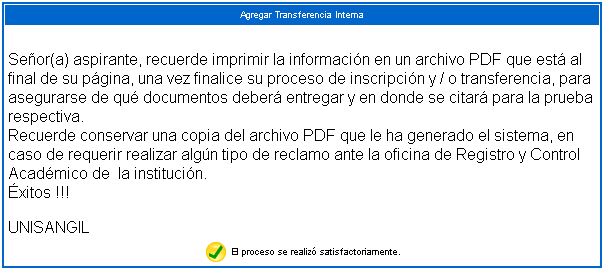 Agregar Transferencia Interna
Señor(a) aspirante, recuerde imprimir la información en un archivo PDF que está al
final de su página, una vez finalice su proceso de inscripción y / o transferencia, para
asegurarse de qué documentos deberá entregar y en donde se citará para la prueba
respectiva.
Recuerde conservar una copia del archivo PDF que le ha generado el sistema, en
caso de requerir realizar algún tipo de reclamo ante la oficina de Registro y Control
Académico de  la institución.
Éxitos !!!
UNISANGIL
El proceso se realizó satisfactoriamente.